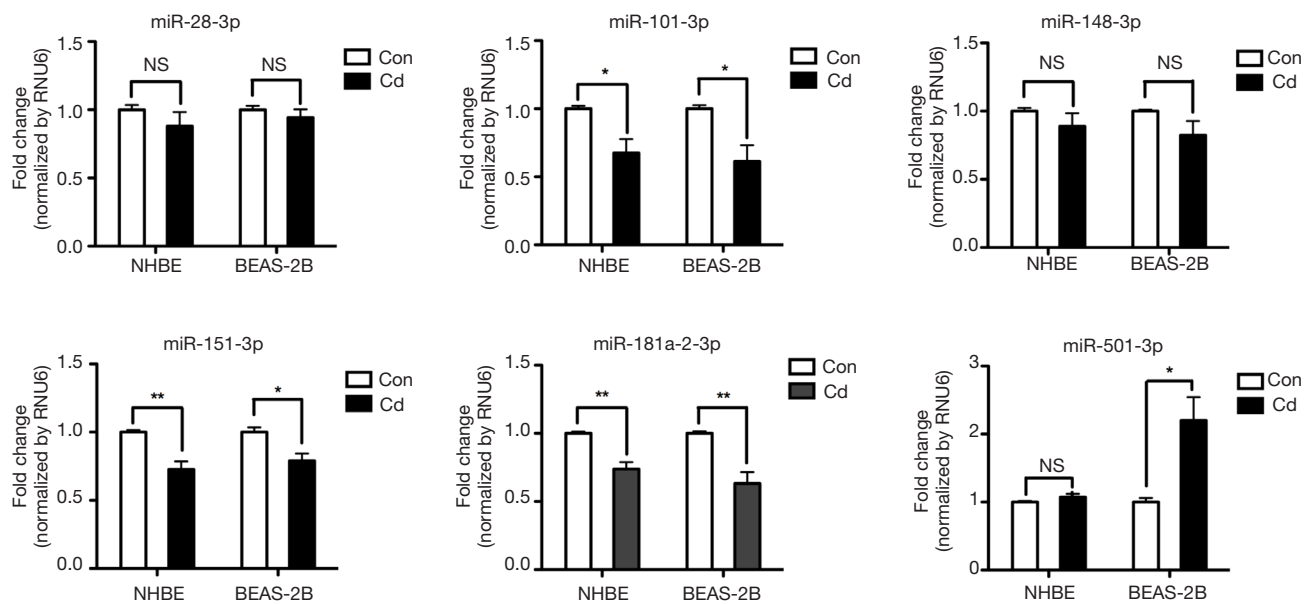 miR-28-3p
Fold change
(normalized by RNU6)
1.5
1.0
0.5
0.0
NS
NS
Con
Cd
NHBE
BEAS-2B
miR-101-3p
Fold change
(normalized by RNU6)
1.5
1.0
0.5
0.0
*
*
Con
Cd
NHBE
BEAS-2B
miR-148-3p
Fold change
(normalized by RNU6)
1.5
1.0
0.5
0.0
NS
NS
Con
Cd
NHBE
BEAS-2B
miR-151-3p
Fold change
(normalized by RNU6)
1.5
1.0
0.5
0.0
**
*
Con
Cd
NHBE
BEAS-2B
miR-181a-2-3p
Fold change
(normalized by RNU6)
1.5
1.0
0.5
0.0
**
**
Con
Cd
NHBE
BEAS-2B
miR-501-3p
Fold change
(normalized by RNU6)
3
2
1
0
NS
*
Con
Cd
NHBE
BEAS-2B